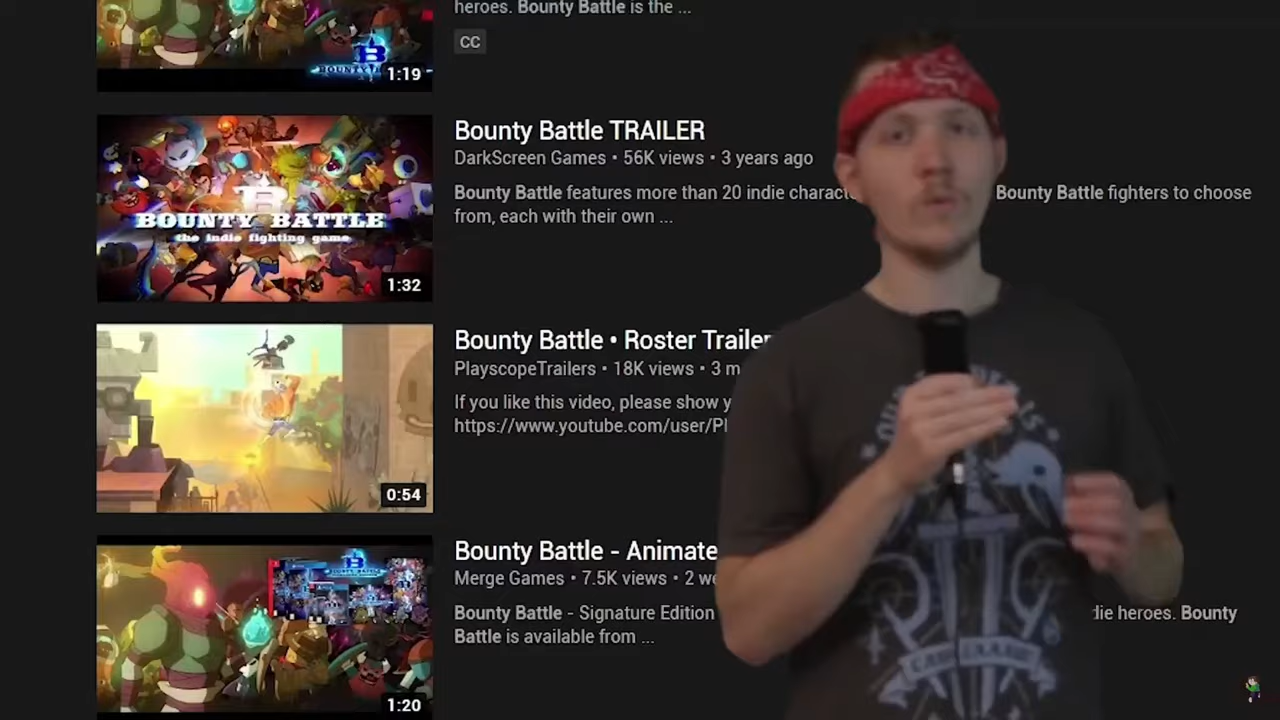 heroes. Bounty Battle is the ...
CC
1:19
Bounty Battle TRAILER
DarkScreen Games • 56K views • 3 years ago
Bounty Battle features more than 20 indie charact
Bounty Battle fighters to choose
from, each with their own ...
BOUNTY BATTLE
the indie fighting game
1:32
Bounty Battle • Roster Trailer
PlayscopeTrailers • 18K views • 3 m
If you like this video, please show y
https://www.youtube.com/user/Pl
0:54
Bounty Battle - Animate
Merge Games • 7.5K views • 2 we
Bounty Battle - Signature Edition
die heroes. Bounty
Battle is available from ...
1:20